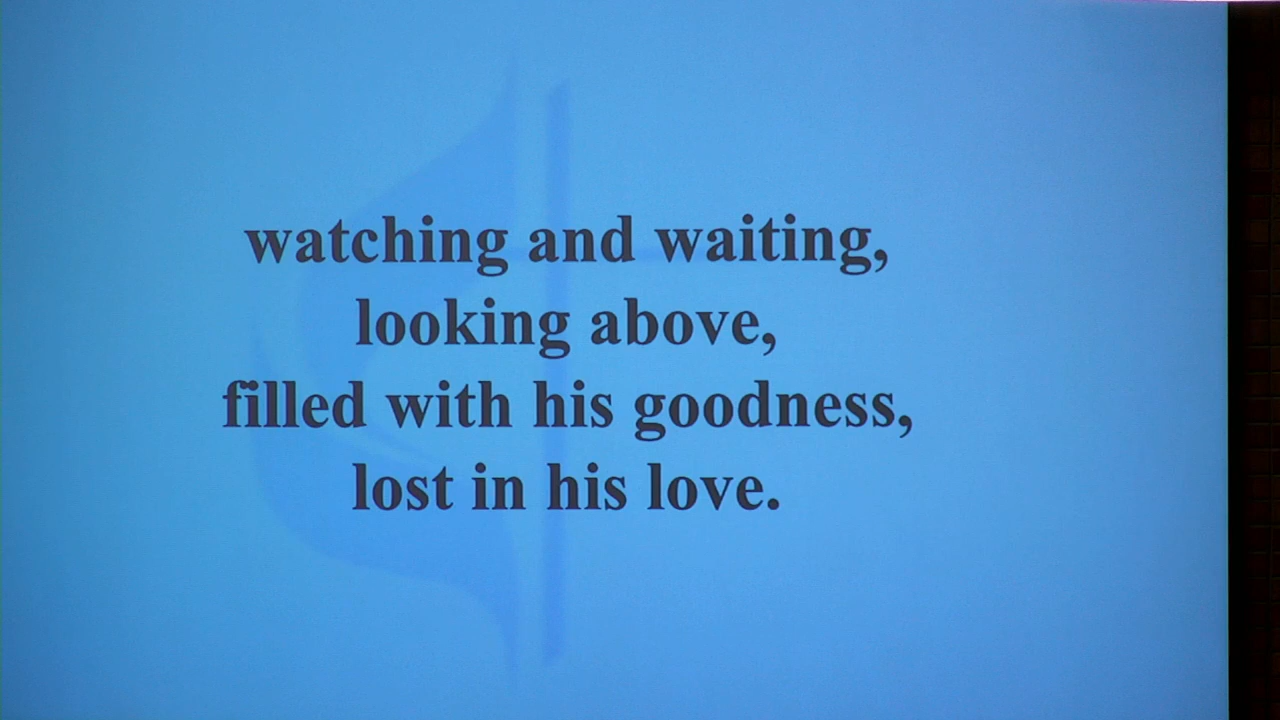 watching and waiting,
looking above,
filled with his goodness,
lost in his love.